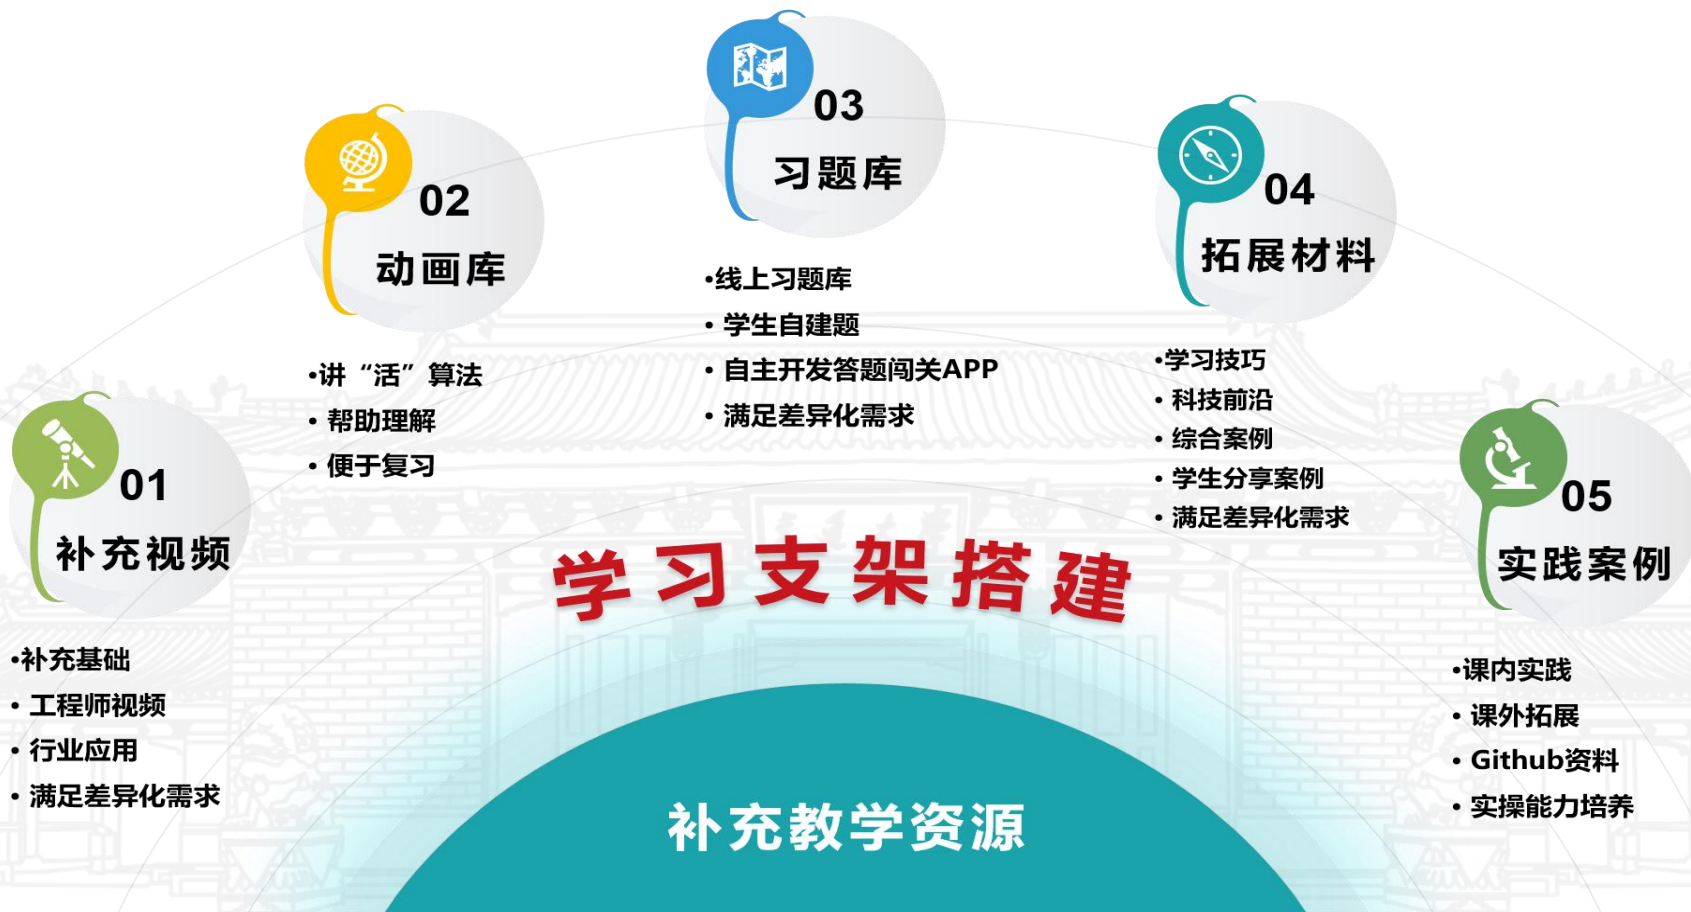 01
补充视频
•补充基础
• 工程师视频
• 行业应用
• 满足差异化需求
02
动画库
•讲“活”算法
• 帮助理解
• 便于复习
03
习题库
•线上习题库
• 学生自建题
• 自主开发答题闯关APP
• 满足差异化需求
04
拓展材料
•学习技巧
• 科技前沿
• 综合案例
• 学生分享案例
• 满足差异化需求
05
实践案例
•课内实践
• 课外拓展
• Github资料
• 实操能力培养
学习支架搭建
补充教学资源